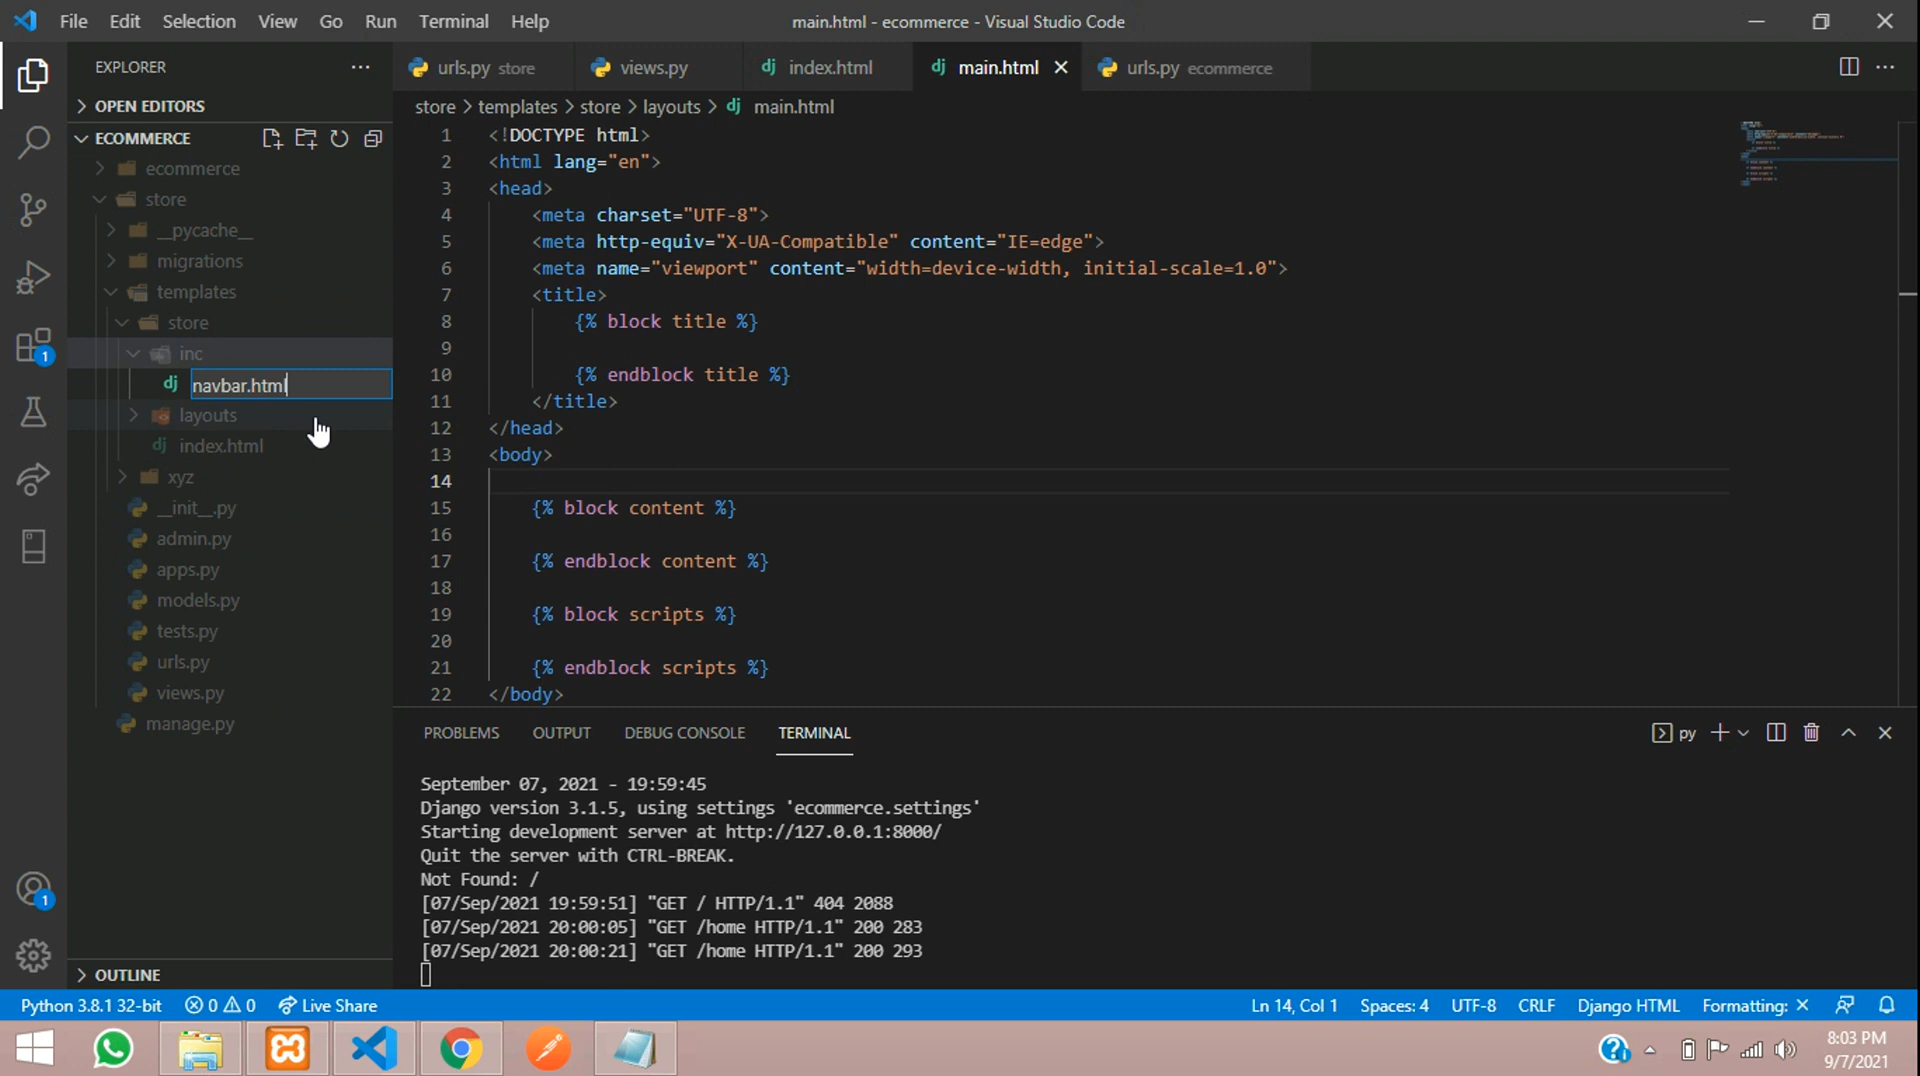 File Edit Selection View Go Run Terminal Help
main.html - ecommerce - Visual Studio Code
EXPLORER
OPEN EDITORS
ECOMMERCE
ecommerce
store
__pycache__
migrations
templates
store
inc
navbar.html
layouts
index.html
xyz
__init__.py
admin.py
apps.py
models.py
tests.py
urls.py
views.py
manage.py
OUTLINE
1
1
urls.py store
views.py
index.html
main.html
urls.py ecommerce
store > templates > store > layouts > main.html
1 <!DOCTYPE html>
2 <html lang="en">
3 <head>
4 <meta charset="UTF-8">
5 <meta http-equiv="X-UA-Compatible" content="IE=edge">
6 <meta name="viewport" content="width=device-width, initial-scale=1.0">
7 <title>
8 {% block title %}
9
10 {% endblock title %}
11 </title>
12 </head>
13 <body>
14
15 {% block content %}
16
17 {% endblock content %}
18
19 {% block scripts %}
20
21 {% endblock scripts %}
22 </body>
PROBLEMS OUTPUT DEBUG CONSOLE TERMINAL
py
September 07, 2021 - 19:59:45
Django version 3.1.5, using settings 'ecommerce.settings'
Starting development server at http://127.0.0.1:8000/
Quit the server with CTRL-BREAK.
Not Found: /
[07/Sep/2021 19:59:51] "GET / HTTP/1.1" 404 2088
[07/Sep/2021 20:00:05] "GET /home HTTP/1.1" 200 283
[07/Sep/2021 20:00:21] "GET /home HTTP/1.1" 200 293
Python 3.8.1 32-bit 0 0 Live Share
Ln 14, Col 1 Spaces: 4 UTF-8 CRLF Django HTML Formatting: ×
8:03 PM
9/7/2021